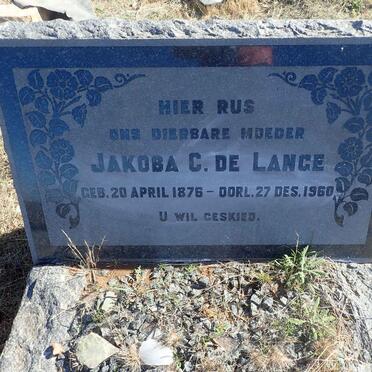 HIER RUS
ONS DIERBARE MOEDER
JAKOBA C. DE LANGE
GEB. 20 APRIL 1876 – OORL. 27 DES. 1960
U WIL GESKIED.